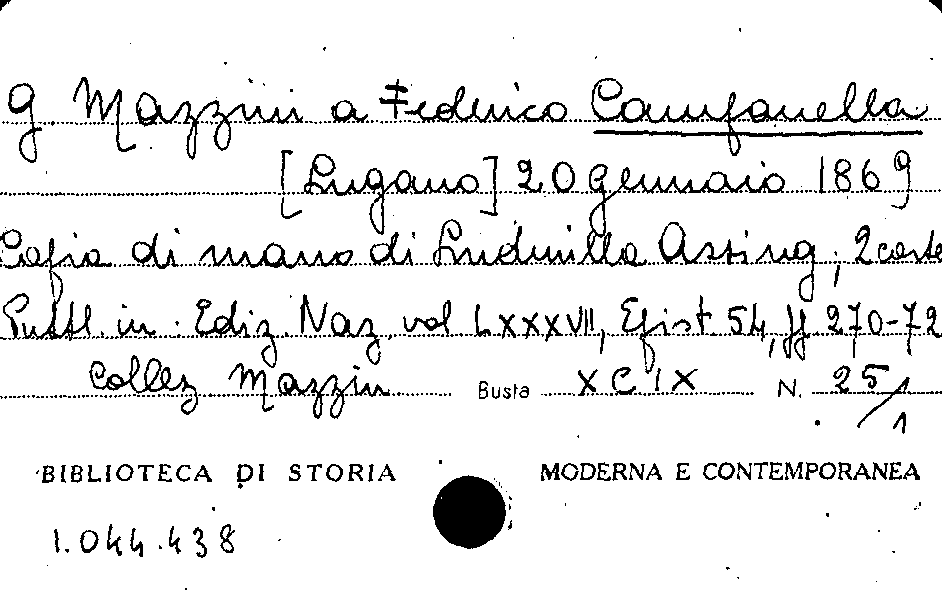 G. Mazzini a Federico Campanella
[Lugano] 20 gennaio 1869
Copia di mano di Ludmilla Assing; 2 carte
Pubbl. in: Ediz. Naz. vol LXXXVII, Epist 54, pp 270-72
Collez Mazzini Busta XCIX N. 25/1
BIBLIOTECA DI STORIA MODERNA E CONTEMPORANEA
1.044.438